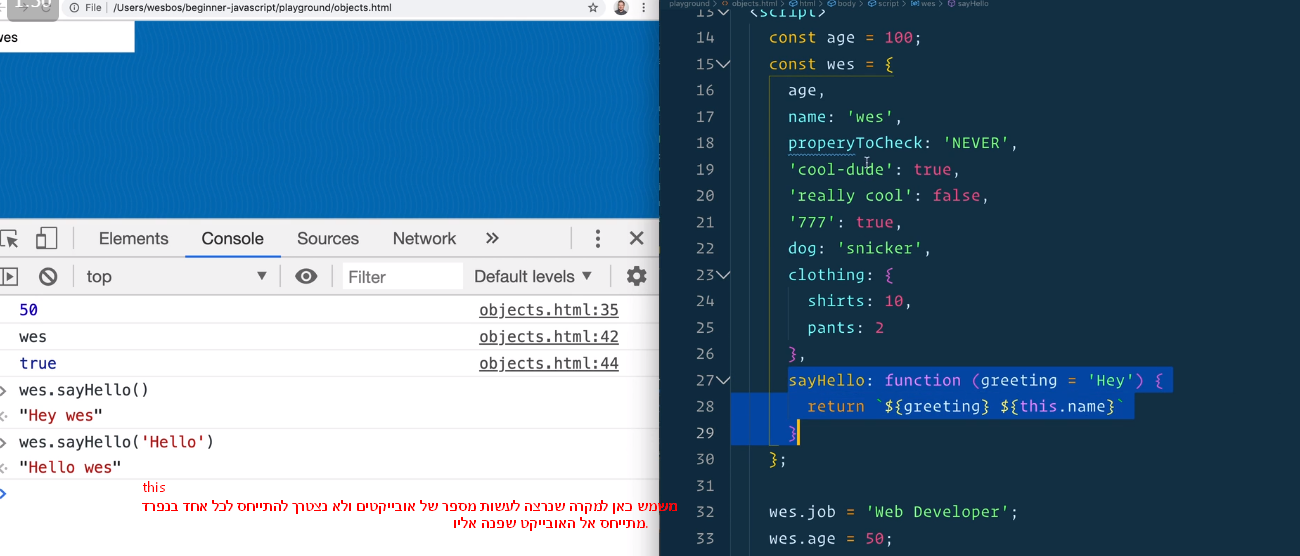 1:30
File | /Users/wesbos/beginner-javascript/playground/objects.html
wes
Elements Console Sources Network »
top Filter Default levels
50 objects.html:35
wes objects.html:42
true objects.html:44
> wes.sayHello()
"Hey wes"
> wes.sayHello('Hello')
"Hello wes"
>
this
משמש כאן למקרה שנרצה לעשות מספר של אובייקטים ולא נצטרך להתייחס לכל אחד בנפרד
מתייחס אל האובייקט שפנה אליו.
playground > objects.html > html > body > script > wes > sayHello
13 <script>
14 const age = 100;
15 const wes = {
16 age,
17 name: 'wes',
18 properyToCheck: 'NEVER',
19 'cool-dude': true,
20 'really cool': false,
21 '777': true,
22 dog: 'snicker',
23 clothing: {
24 shirts: 10,
25 pants: 2
26 },
27 sayHello: function (greeting = 'Hey') {
28 return `${greeting} ${this.name}`
29 }
30 };
31
32 wes.job = 'Web Developer';
33 wes.age = 50;